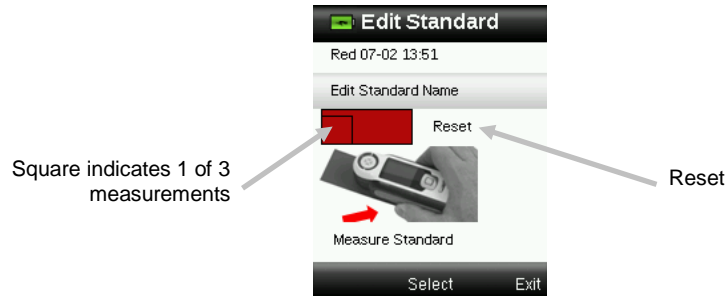 Edit Standard
Red 07-02 13:51
Edit Standard Name
Reset
Square indicates 1 of 3
measurements
Reset
Measure Standard
Select Exit